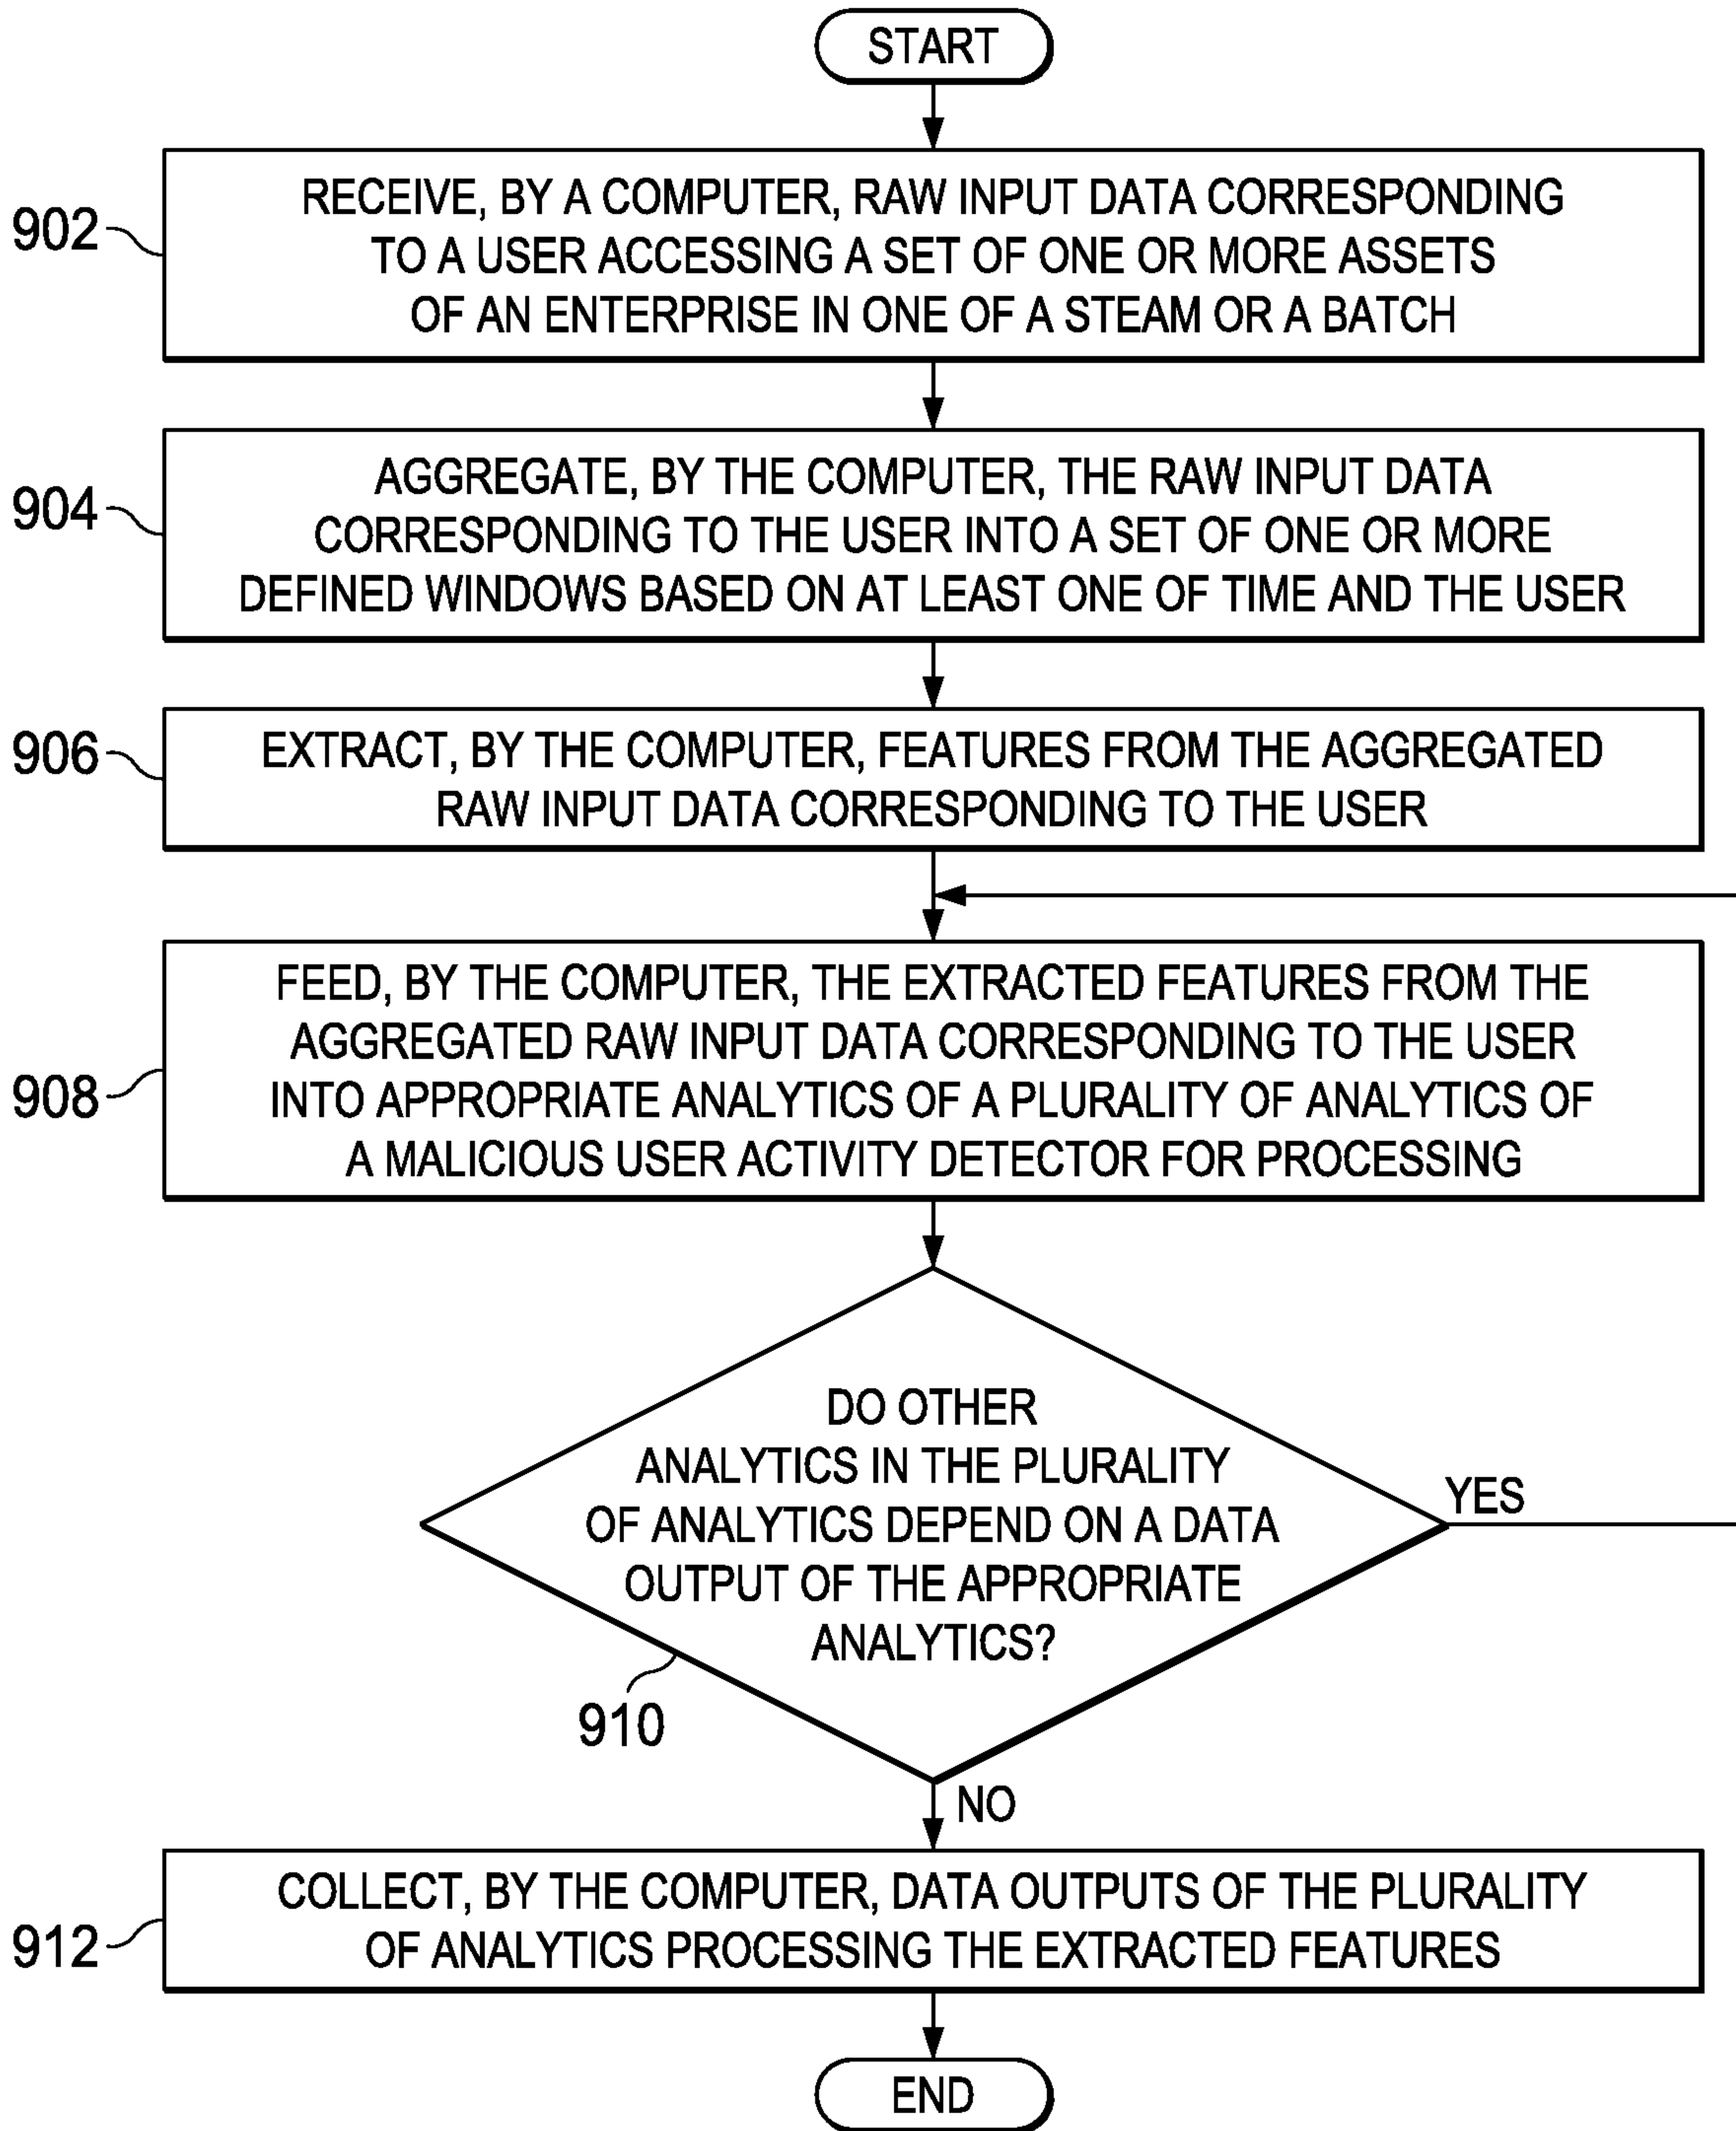 START
902
RECEIVE, BY A COMPUTER, RAW INPUT DATA CORRESPONDING
TO A USER ACCESSING A SET OF ONE OR MORE ASSETS
OF AN ENTERPRISE IN ONE OF A STEAM OR A BATCH
904
AGGREGATE, BY THE COMPUTER, THE RAW INPUT DATA
CORRESPONDING TO THE USER INTO A SET OF ONE OR MORE
DEFINED WINDOWS BASED ON AT LEAST ONE OF TIME AND THE USER
906
EXTRACT, BY THE COMPUTER, FEATURES FROM THE AGGREGATED
RAW INPUT DATA CORRESPONDING TO THE USER
908
FEED, BY THE COMPUTER, THE EXTRACTED FEATURES FROM THE
AGGREGATED RAW INPUT DATA CORRESPONDING TO THE USER
INTO APPROPRIATE ANALYTICS OF A PLURALITY OF ANALYTICS OF
A MALICIOUS USER ACTIVITY DETECTOR FOR PROCESSING
DO OTHER
ANALYTICS IN THE PLURALITY
OF ANALYTICS DEPEND ON A DATA
OUTPUT OF THE APPROPRIATE
ANALYTICS?
YES
910
NO
912
COLLECT, BY THE COMPUTER, DATA OUTPUTS OF THE PLURALITY
OF ANALYTICS PROCESSING THE EXTRACTED FEATURES
END